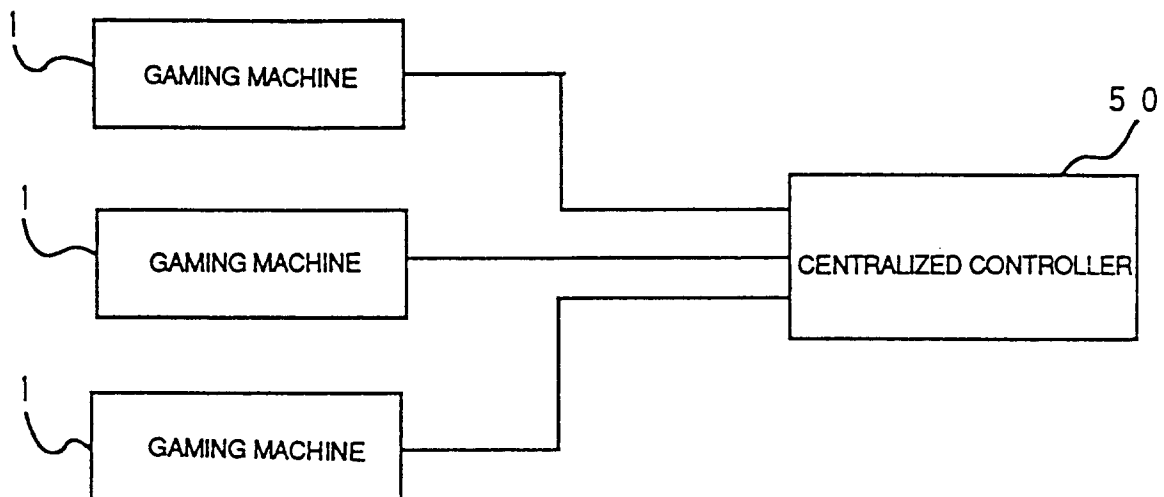 1
GAMING MACHINE
5 0
1
GAMING MACHINE
CENTRALIZED CONTROLLER
1
GAMING MACHINE